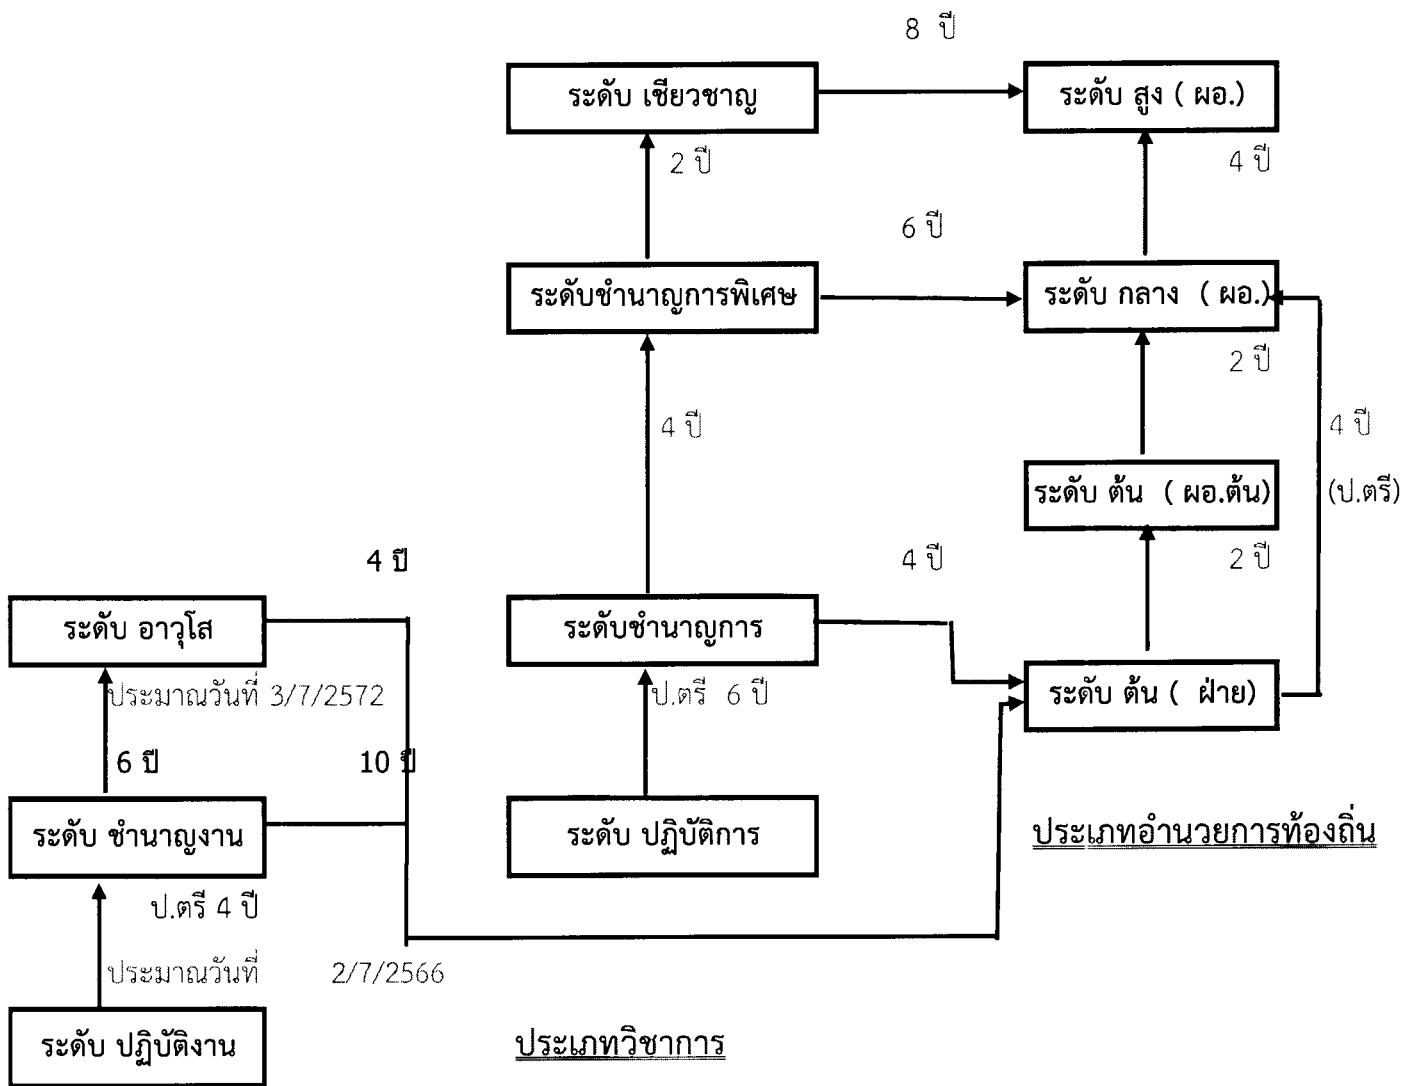 8 ปี
ระดับ เชียวชาญ
ระดับ สูง ( ผอ.)
2 ปี
4 ปี
6 ปี
ระดับชำนาญการพิเศษ
ระดับ กลาง ( ผอ.)
2 ปี
4 ปี
4 ปี
(ป.ตรี)
ระดับ ต้น ( ผอ.ต้น)
4 ปี
4 ปี
2 ปี
ระดับ อาวุโส
ระดับชำนาญการ
ประมาณวันที่ 3/7/2572
ป.ตรี 6 ปี
ระดับ ต้น ( ฝ่าย)
6 ปี
10 ปี
ระดับ ชำนาญงาน
ระดับ ปฏิบัติการ
ประเภทอำนวยการท้องถิ่น
ป.ตรี 4 ปี
ประมาณวันที่ 2/7/2566
ระดับ ปฏิบัติงาน
ประเภทวิชาการ